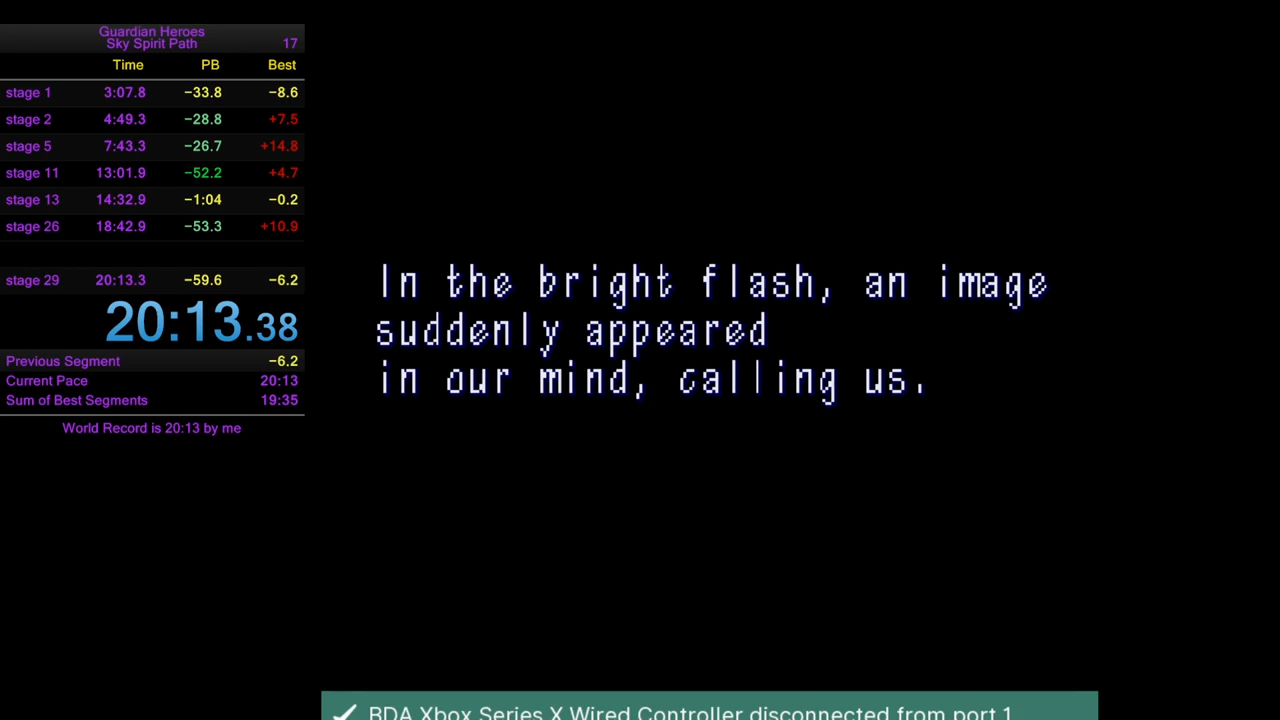 Guardian Heroes
Sky Spirit Path 17
Time PB Best
stage 1 3:07.8 −33.8 −8.6
stage 2 4:49.3 −28.8 +7.5
stage 5 7:43.3 −26.7 +14.8
stage 11 13:01.9 −52.2 +4.7
stage 13 14:32.9 −1:04 −0.2
stage 26 18:42.9 −53.3 +10.9
stage 29 20:13.3 −59.6 −6.2
20:13.38
Previous Segment −6.2
Current Pace 20:13
Sum of Best Segments 19:35
World Record is 20:13 by me
In the bright flash, an image
suddenly appeared
in our mind, calling us.
BDA Xbox Series X Wired Controller disconnected from port 1